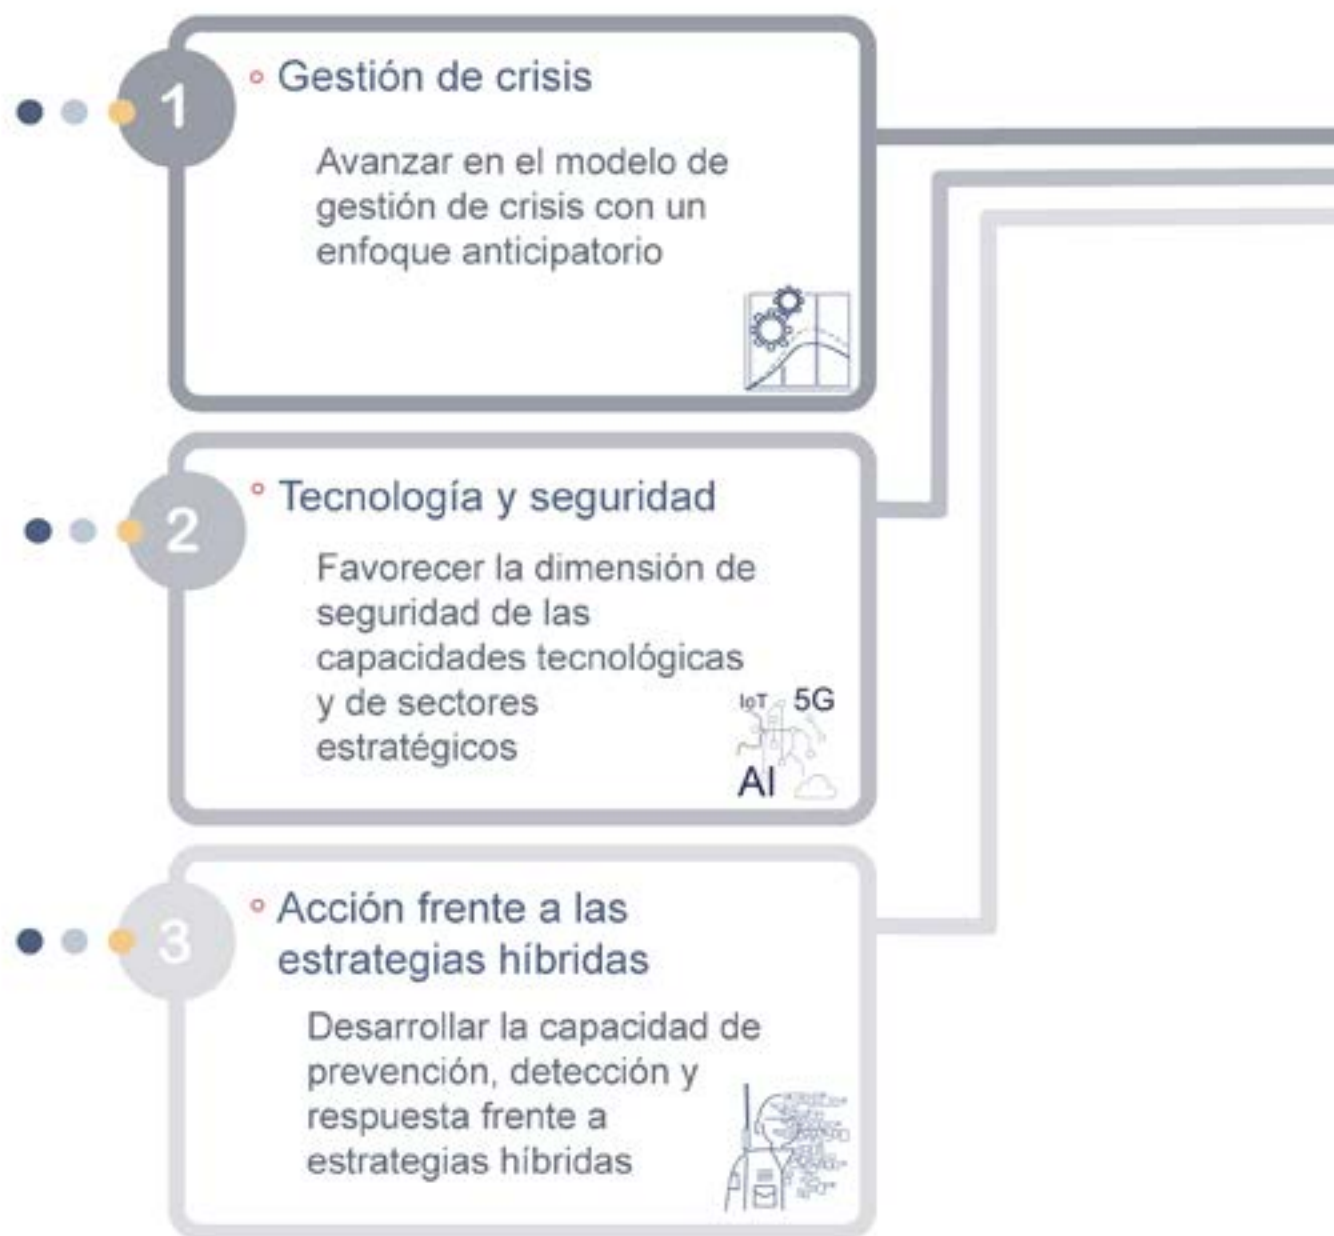 1
Gestión de crisis
Avanzar en el modelo de
gestión de crisis con un
enfoque anticipatorio
2
Tecnología y seguridad
Favorecer la dimensión de
seguridad de las
capacidades tecnológicas
y de sectores
estratégicos
IoT 5G
AI
3
Acción frente a las
estrategias híbridas
Desarrollar la capacidad de
prevención, detección y
respuesta frente a
estrategias híbridas